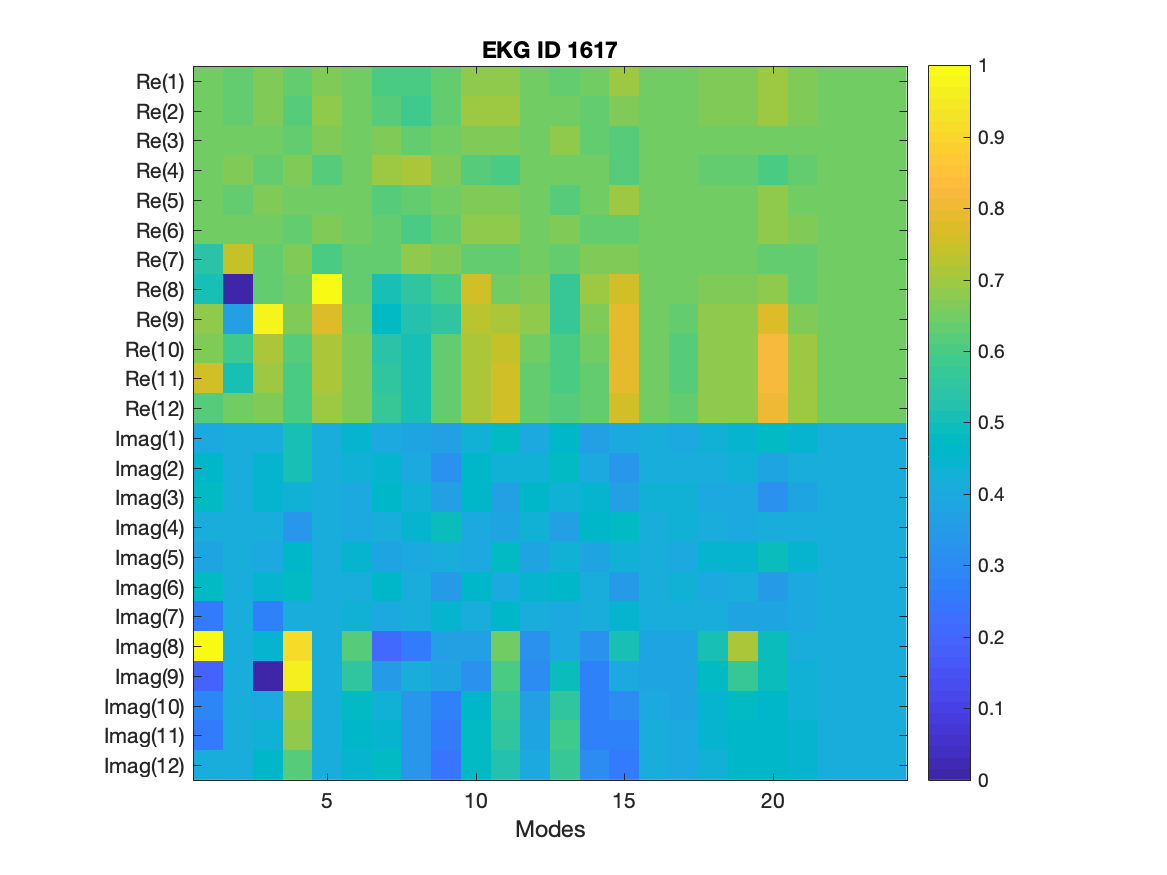 EKG ID 1617
Re(1)
Re(2)
Re(3)
Re(4)
Re(5)
Re(6)
Re(7)
Re(8)
Re(9)
Re(10)
Re(11)
Re(12)
Imag(1)
Imag(2)
Imag(3)
Imag(4)
Imag(5)
Imag(6)
Imag(7)
Imag(8)
Imag(9)
Imag(10)
Imag(11)
Imag(12)
5 10 15 20
Modes
1
0.9
0.8
0.7
0.6
0.5
0.4
0.3
0.2
0.1
0